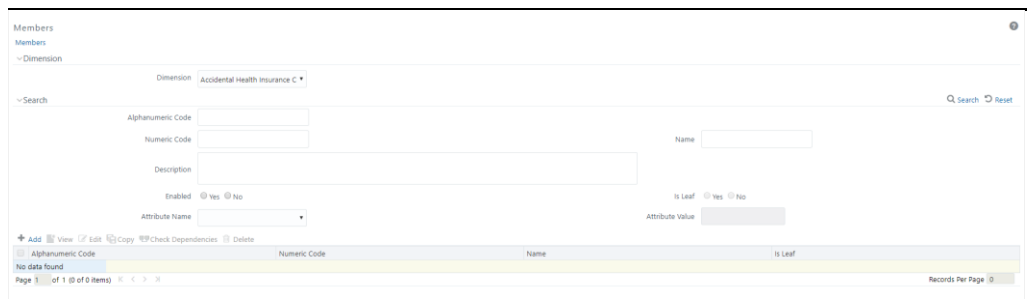 Members
Members
Dimension
Dimension Accidental Health Insurance C
Search Search Reset
Alphanumeric Code
Numeric Code Name
Description
Enabled Yes No Is Leaf Yes No
Attribute Name Attribute Value
Add View Edit Copy Check Dependencies Delete
Alphanumeric Code Numeric Code Name Is Leaf
No data found
Page 1 of 1 (0 of 0 items) Records Per Page 0